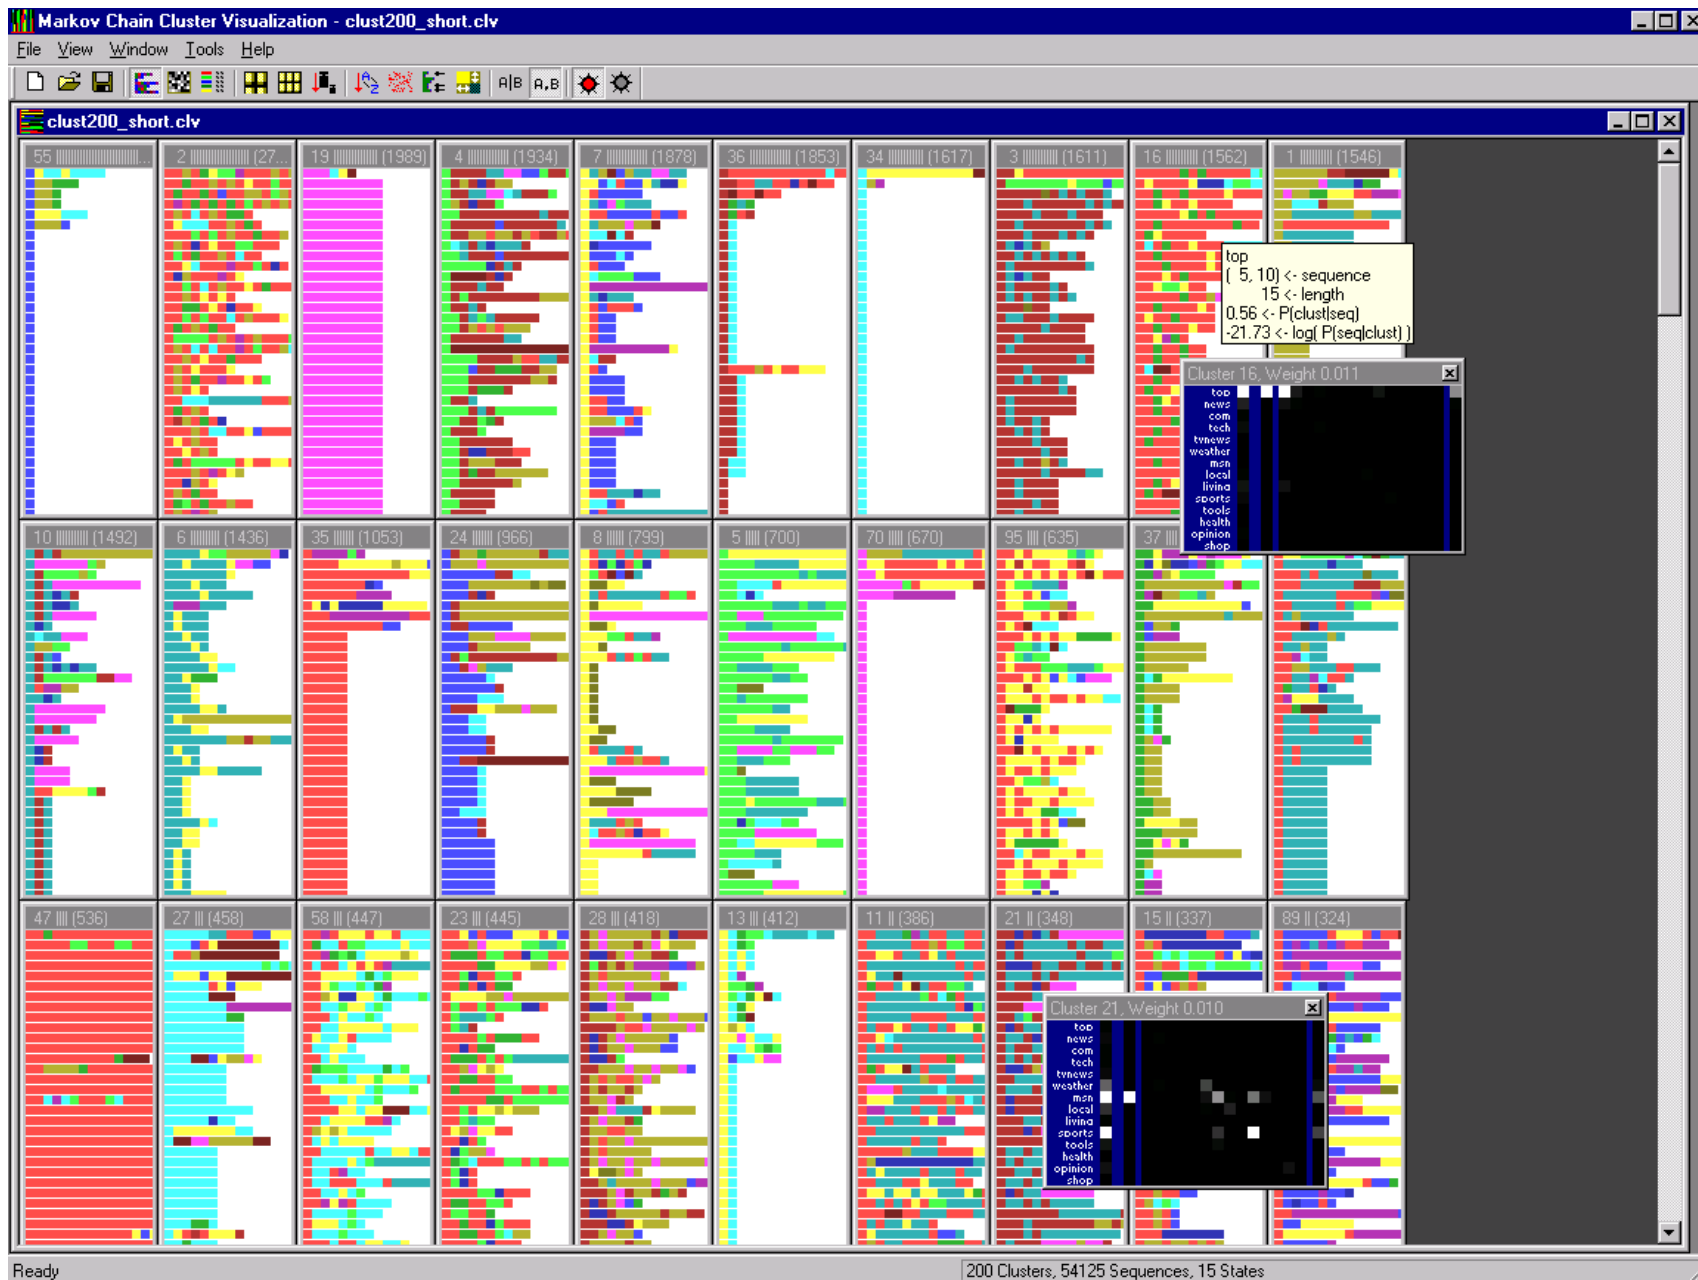 Markov Chain Cluster Visualization - clust200_short.clv
File View Window Tools Help
A|B A,B
clust200_short.clv
55 ...
2 (27...
19 (1989)
4 (1934)
7 (1878)
36 (1853)
34 (1617)
3 (1611)
16 (1562)
1 (1546)
top
( 5, 10) <- sequence
15 <- length
0.56 <- P(clust|seq)
-21.73 <- log( P(seq|clust) )
Cluster 16, Weight 0.011
top
news
com
tech
tvnews
weather
msn
local
living
sports
tools
health
opinion
shop
10 (1492)
6 (1436)
35 (1053)
24 (966)
8 (799)
5 (700)
70 (670)
95 (635)
37
47 (536)
27 (458)
58 (447)
23 (445)
28 (418)
13 (412)
11 (386)
21 (348)
15 (337)
89 (324)
Cluster 21, Weight 0.010
top
news
com
tech
tvnews
weather
msn
local
living
sports
tools
health
opinion
shop
Ready
200 Clusters, 54125 Sequences, 15 States